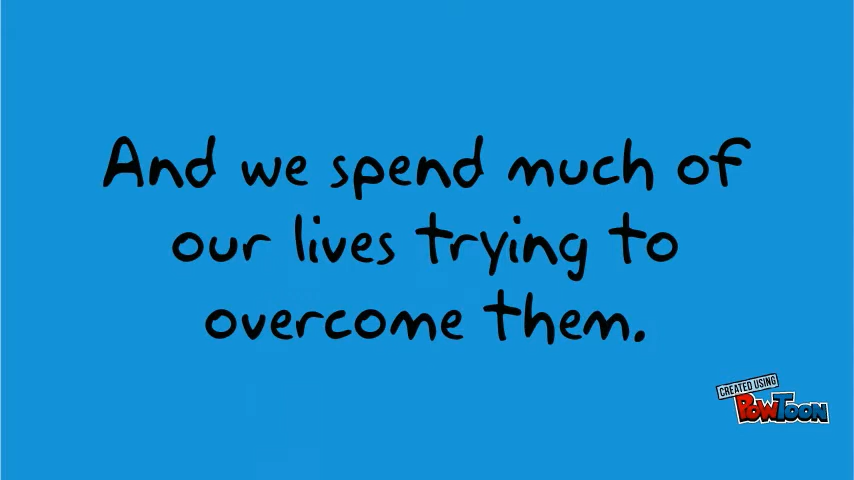 And we spend much of
our lives trying to
overcome them.
CREATED USING
POWTOON